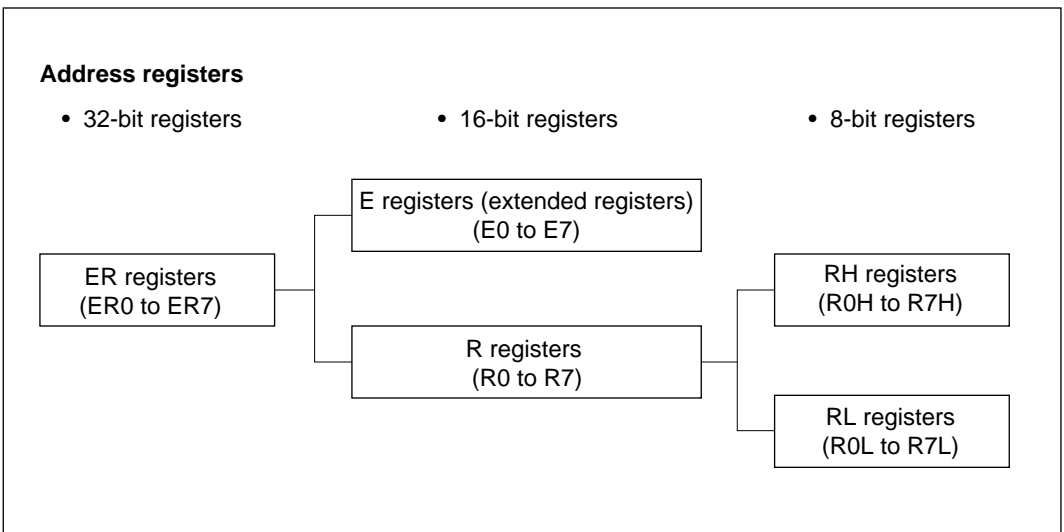 Address registers
• 32-bit registers
• 16-bit registers
• 8-bit registers
E registers (extended registers)
(E0 to E7)
ER registers
(ER0 to ER7)
RH registers
(R0H to R7H)
R registers
(R0 to R7)
RL registers
(R0L to R7L)